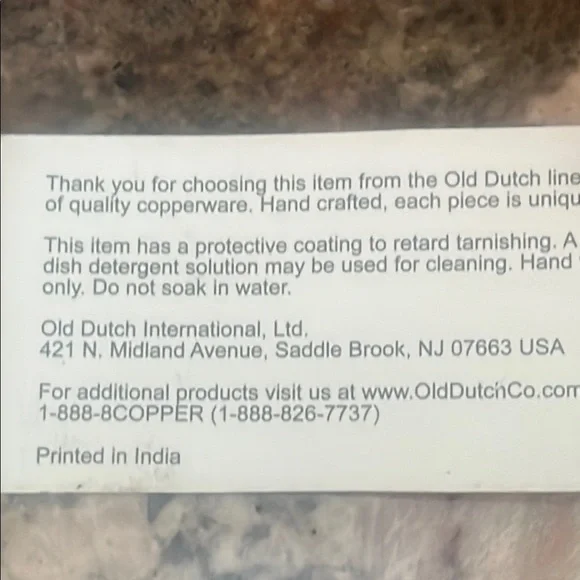 Thank you for choosing this item from the Old Dutch line
of quality copperware. Hand crafted, each piece is uniqu
This item has a protective coating to retard tarnishing. A
dish detergent solution may be used for cleaning. Hand
only. Do not soak in water.
Old Dutch International, Ltd.
421 N. Midland Avenue, Saddle Brook, NJ 07663 USA
For additional products visit us at www.OldDutchCo.com
1-888-8COPPER (1-888-826-7737)
Printed in India